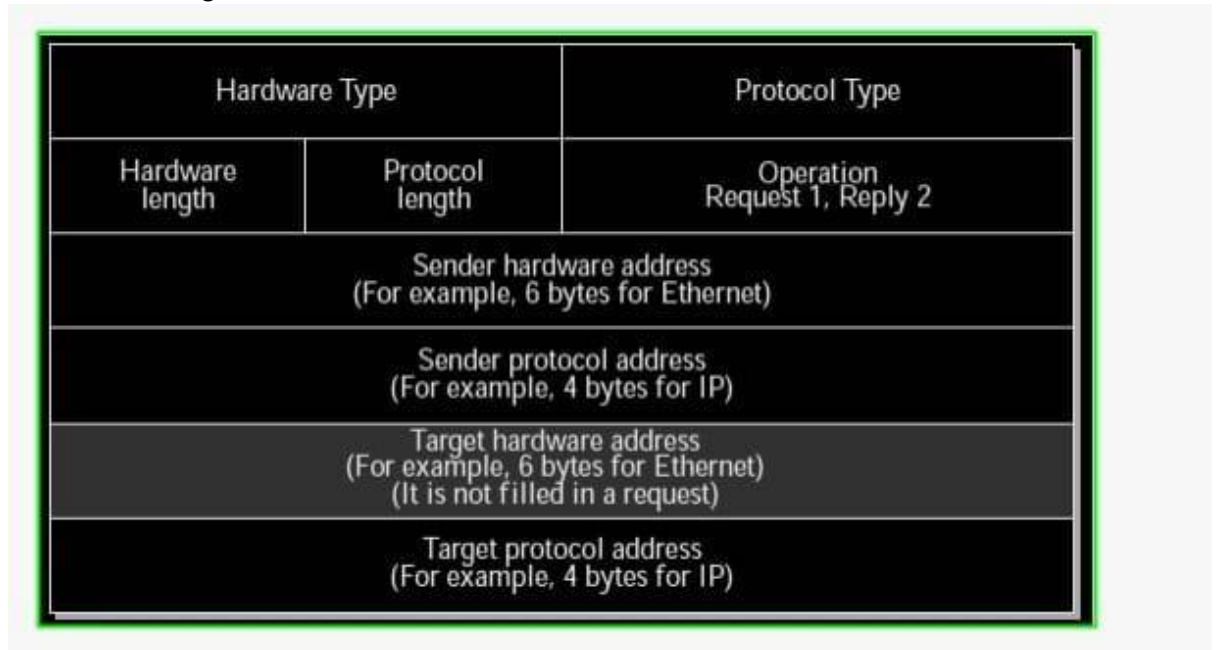 Hardware Type
Protocol Type
Hardware
length
Protocol
length
Operation
Request 1, Reply 2
Sender hardware address
(For example, 6 bytes for Ethernet)
Sender protocol address
(For example, 4 bytes for IP)
Target hardware address
(For example, 6 bytes for Ethernet)
(It is not filled in a request)
Target protocol address
(For example, 4 bytes for IP)